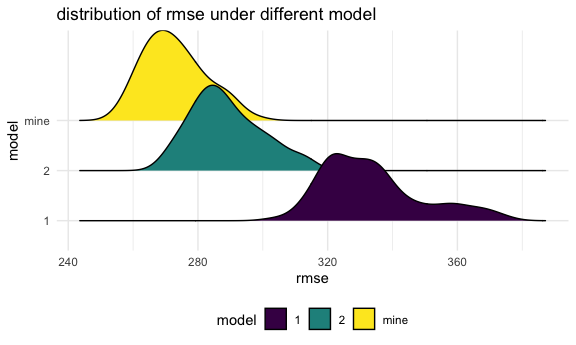 distribution of rmse under different model
model
mine
2
1
240 280 320 360
rmse
model 1 2 mine